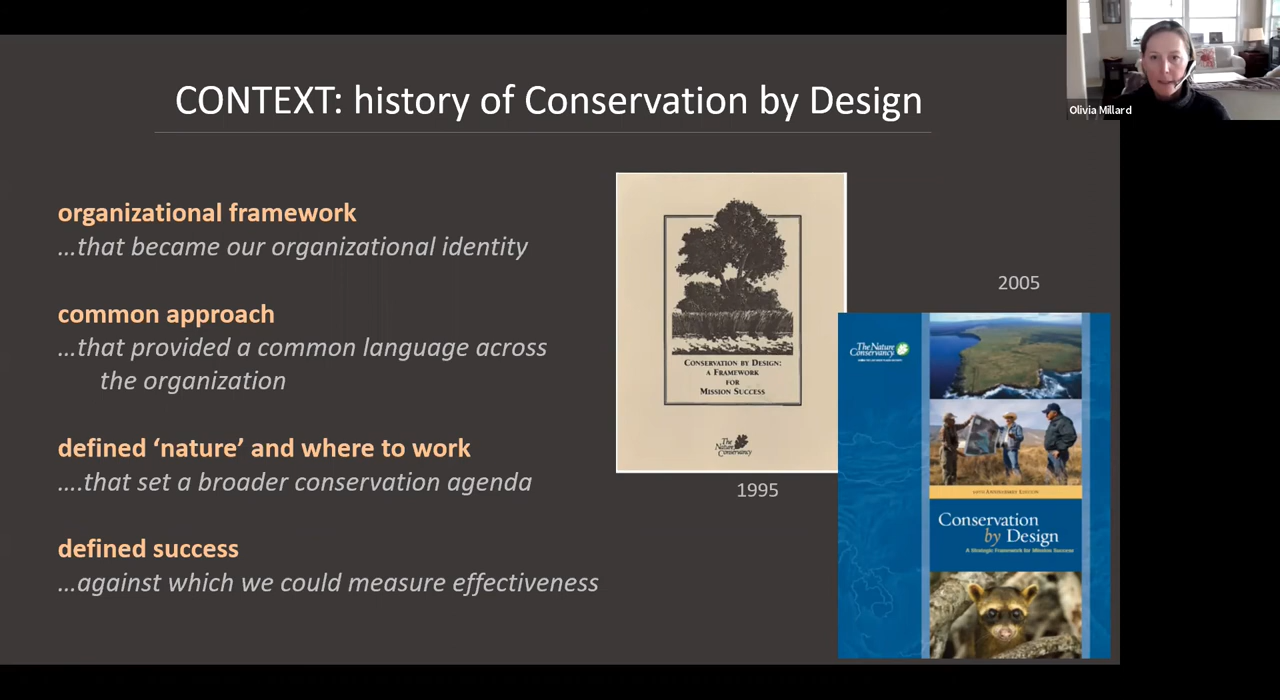 CONTEXT: history of Conservation by Design
Olivia Millard
organizational framework
...that became our organizational identity
common approach
...that provided a common language across
the organization
defined ‘nature’ and where to work
....that set a broader conservation agenda
defined success
...against which we could measure effectiveness
CONSERVATION BY DESIGN:
A FRAMEWORK
FOR
MISSION SUCCESS
The
Nature
Conservancy
1995
2005
The Nature
Conservancy
10TH ANNIVERSARY EDITION
Conservation
by Design
A Strategic Framework for Mission Success